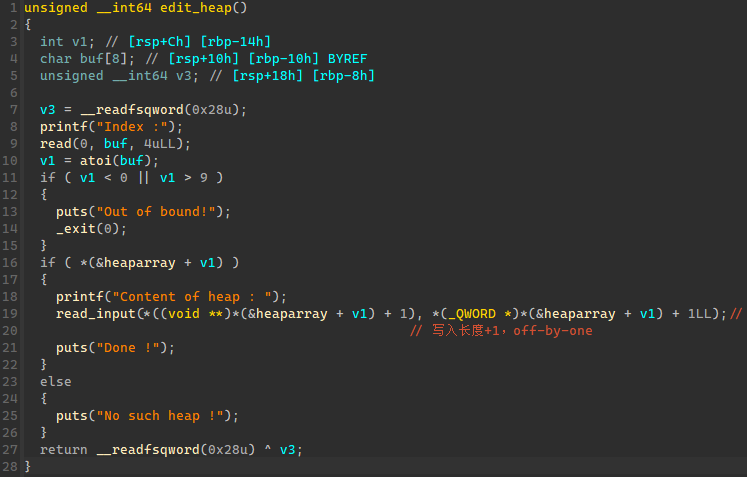 1 unsigned __int64 edit_heap()
2 {
3   int v1; // [rsp+Ch] [rbp-14h]
4   char buf[8]; // [rsp+10h] [rbp-10h] BYREF
5   unsigned __int64 v3; // [rsp+18h] [rbp-8h]
6
7   v3 = __readfsqword(0x28u);
8   printf("Index :");
9   read(0, buf, 4uLL);
10   v1 = atoi(buf);
11   if ( v1 < 0 || v1 > 9 )
12   {
13     puts("Out of bound!");
14     _exit(0);
15   }
16   if ( *(&heaparray + v1) )
17   {
18     printf("Content of heap : ");
19     read_input(*((void **)*(&heaparray + v1) + 1), *(_QWORD *)*(&heaparray + v1) + 1LL);//
20                                                 // 写入长度+1，off-by-one
21     puts("Done !");
22   }
23   else
24   {
25     puts("No such heap !");
26   }
27   return __readfsqword(0x28u) ^ v3;
28 }